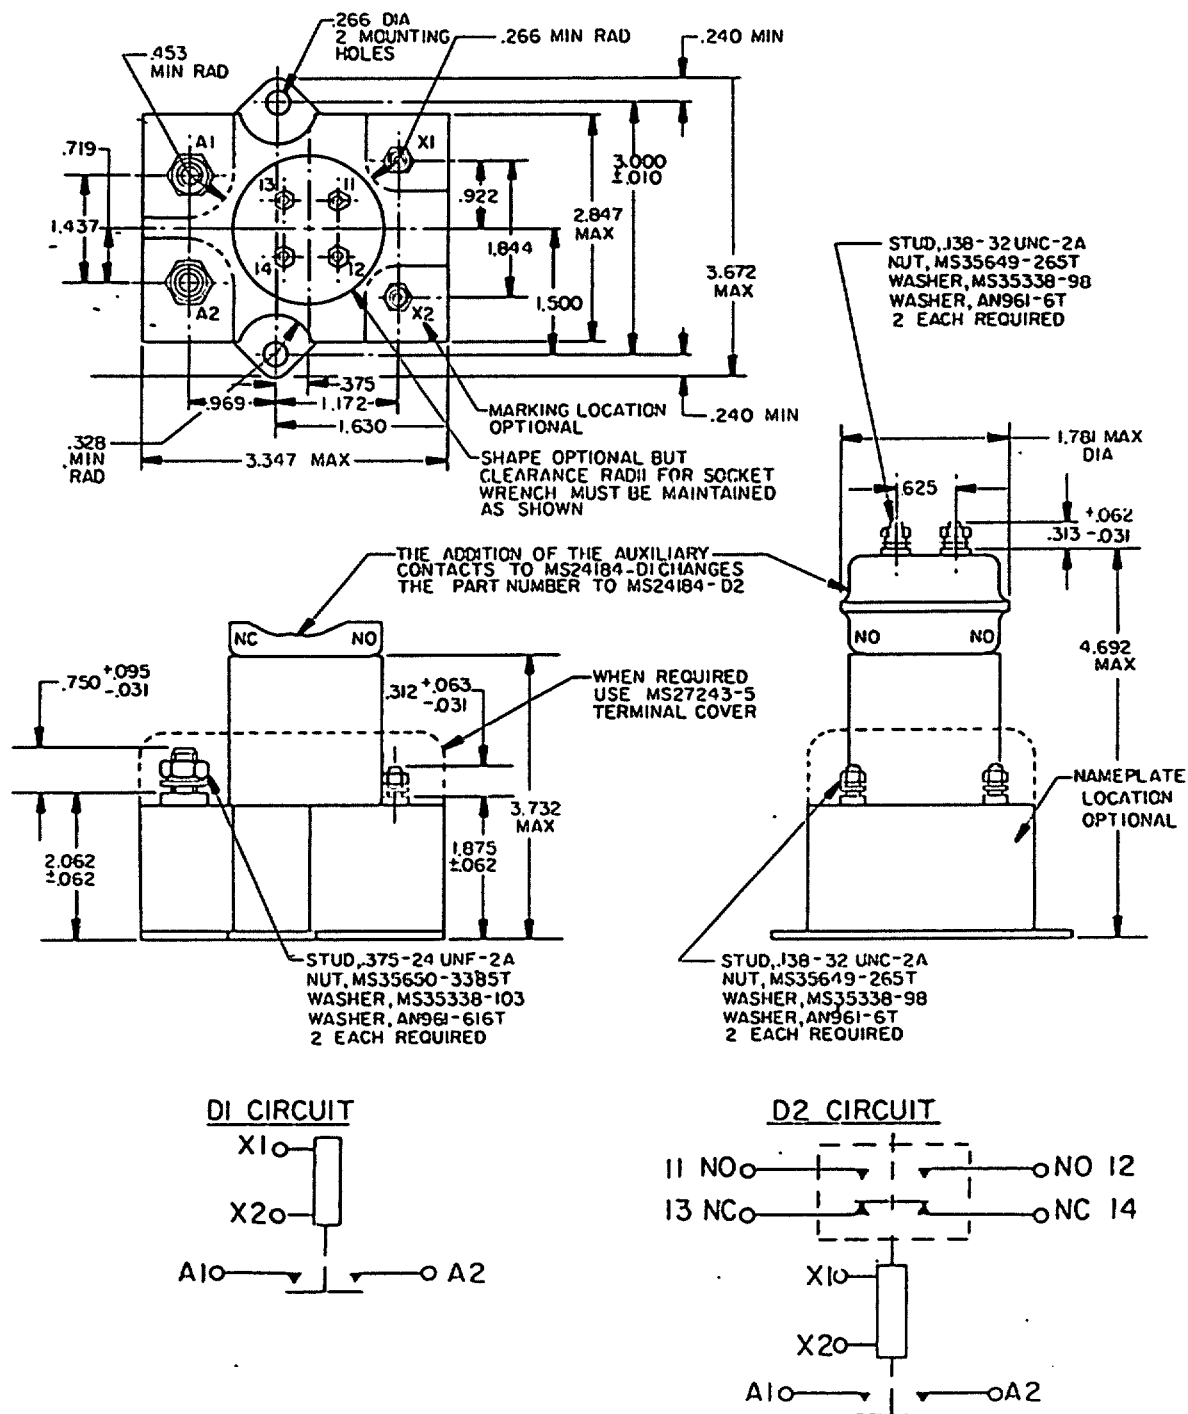 .266 DIA
2 MOUNTING
HOLES
.266 MIN RAD
.240 MIN
.453
MIN RAD
A1
X1
.719
3.000
±.010
13
11
.922
2.847
MAX
1.437
1.844
3.672
MAX
14
12
1.500
A2
X2
.375
.969
1.172
MARKING LOCATION
OPTIONAL
.240 MIN
1.630
.328
MIN
RAD
3.347 MAX
SHAPE OPTIONAL BUT
CLEARANCE RADII FOR SOCKET
WRENCH MUST BE MAINTAINED
AS SHOWN
STUD,.138-32 UNC-2A
NUT, MS35649-265T
WASHER, MS35338-98
WASHER, AN961-6T
2 EACH REQUIRED
1.781 MAX
DIA
.625
.313 +.062
-.031
THE ADDITION OF THE AUXILIARY
CONTACTS TO MS24184-D1 CHANGES
THE PART NUMBER TO MS24184-D2
NC
NO
NO
NO
4.692
MAX
.750 +.095
-.031
.312 +.063
-.031
WHEN REQUIRED
USE MS27243-5
TERMINAL COVER
NAMEPLATE
LOCATION
OPTIONAL
3.732
MAX
2.062
±.062
1.875
±.062
STUD,.375-24 UNF-2A
NUT, MS35650-3385T
WASHER, MS35338-103
WASHER, AN961-616T
2 EACH REQUIRED
STUD,.138-32 UNC-2A
NUT, MS35649-265T
WASHER, MS35338-98
WASHER, AN961-6T
2 EACH REQUIRED
D1 CIRCUIT
X1
X2
A1
A2
D2 CIRCUIT
11 NO
NO 12
13 NC
NC 14
X1
X2
A1
A2